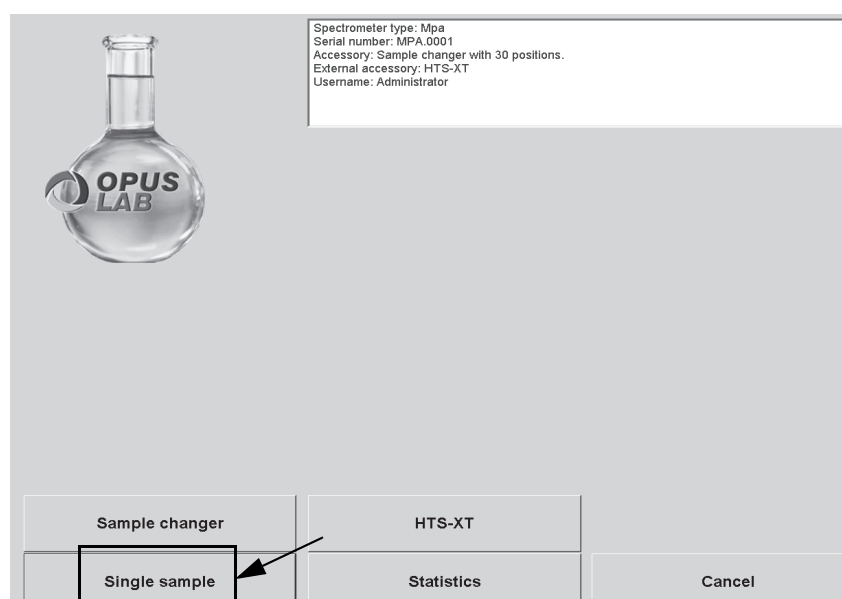 Spectrometer type: Mpa
Serial number: MPA.0001
Accessory: Sample changer with 30 positions.
External accessory: HTS-XT
Username: Administrator
OPUS
LAB
Sample changer
HTS-XT
Single sample
Statistics
Cancel